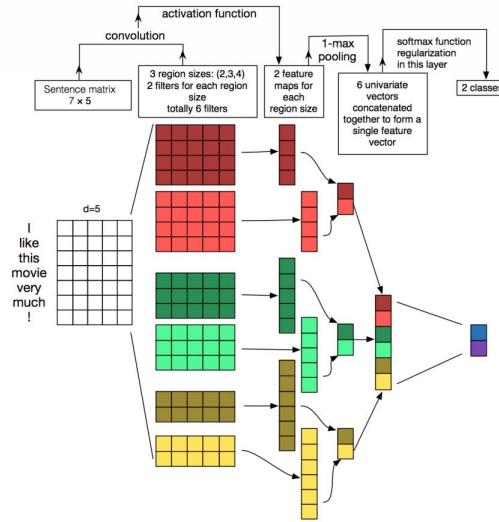 activation function
convolution
1-max
pooling
softmax function
regularization
in this layer
Sentence matrix
7 × 5
3 region sizes: (2,3,4)
2 filters for each region
size
totally 6 filters
2 feature
maps for
each
region size
6 univariate
vectors
concatenated
together to form a
single feature
vector
2 classes
d=5
I
like
this
movie
very
much
!